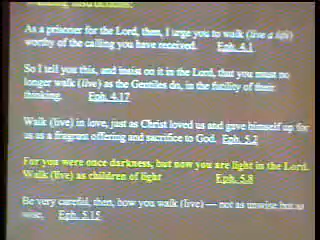 As a prisoner for the Lord, then, I urge you to walk (live a life)
worthy of the calling you have received. Eph. 4.1
So I tell you this, and insist on it in the Lord, that you must no
longer walk (live) as the Gentiles do, in the futility of their
thinking. Eph. 4.17
Walk (live) in love, just as Christ loved us and gave himself up for
us as a fragrant offering and sacrifice to God. Eph. 5.2
For you were once darkness, but now you are light in the Lord.
Walk (live) as children of light Eph. 5.8
Be very careful, then, how you walk (live) — not as unwise but as
wise. Eph. 5.15